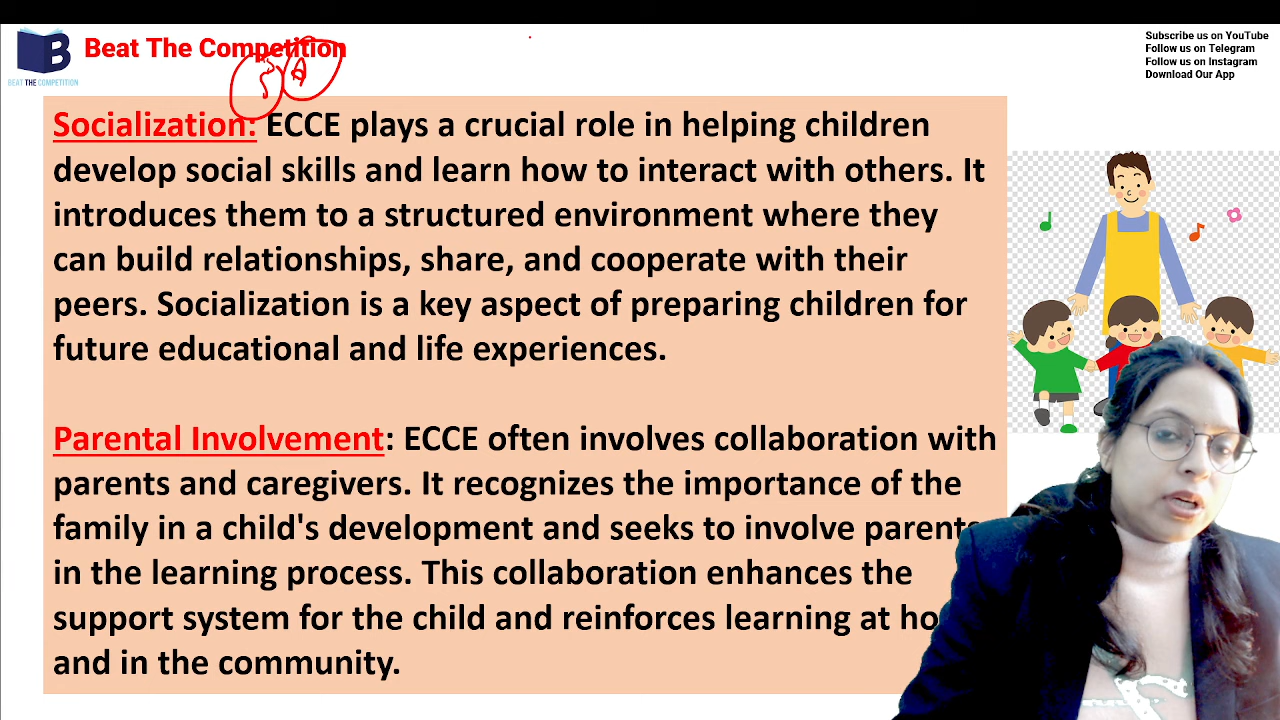 Beat The Competition
BEAT THE COMPETITION
Subscribe us on YouTube
Follow us on Telegram
Follow us on Instagram
Download Our App
Socialization: ECCE plays a crucial role in helping children
develop social skills and learn how to interact with others. It
introduces them to a structured environment where they
can build relationships, share, and cooperate with their
peers. Socialization is a key aspect of preparing children for
future educational and life experiences.
Parental Involvement: ECCE often involves collaboration with
parents and caregivers. It recognizes the importance of the
family in a child's development and seeks to involve parents
in the learning process. This collaboration enhances the
support system for the child and reinforces learning at
and in the community.